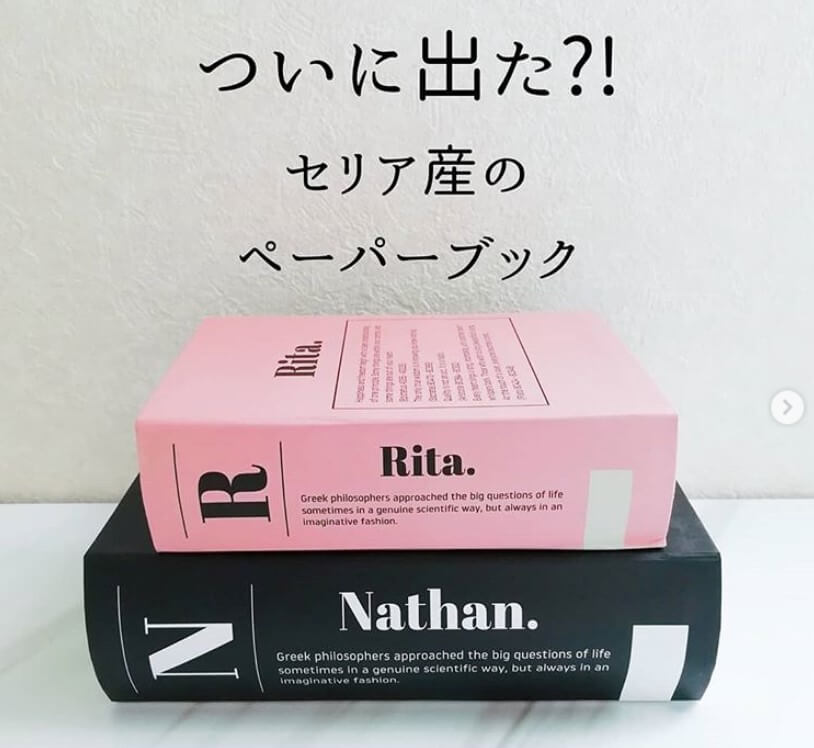 ついに出た?!
セリア産の
ペーパーブック
Rita.
R
Rita.
Greek philosophers approached the big questions of life
sometimes in a genuine scientific way, but always in an
imaginative fashion.
N
Nathan.
Greek philosophers approached the big questions of life
sometimes in a genuine scientific way, but always in an
imaginative fashion.